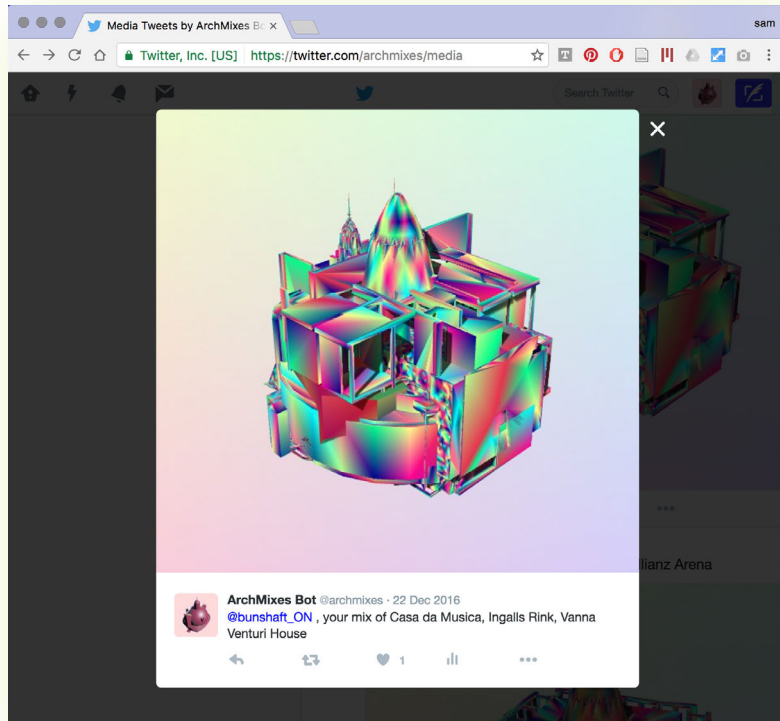 Media Tweets by ArchMixes Bo
sam
Twitter, Inc. [US] https://twitter.com/archmixes/media
Search Twitter
llianz Arena
ArchMixes Bot @archmixes · 22 Dec 2016
@bunshaft_ON , your mix of Casa da Musica, Ingalls Rink, Vanna
Venturi House
1